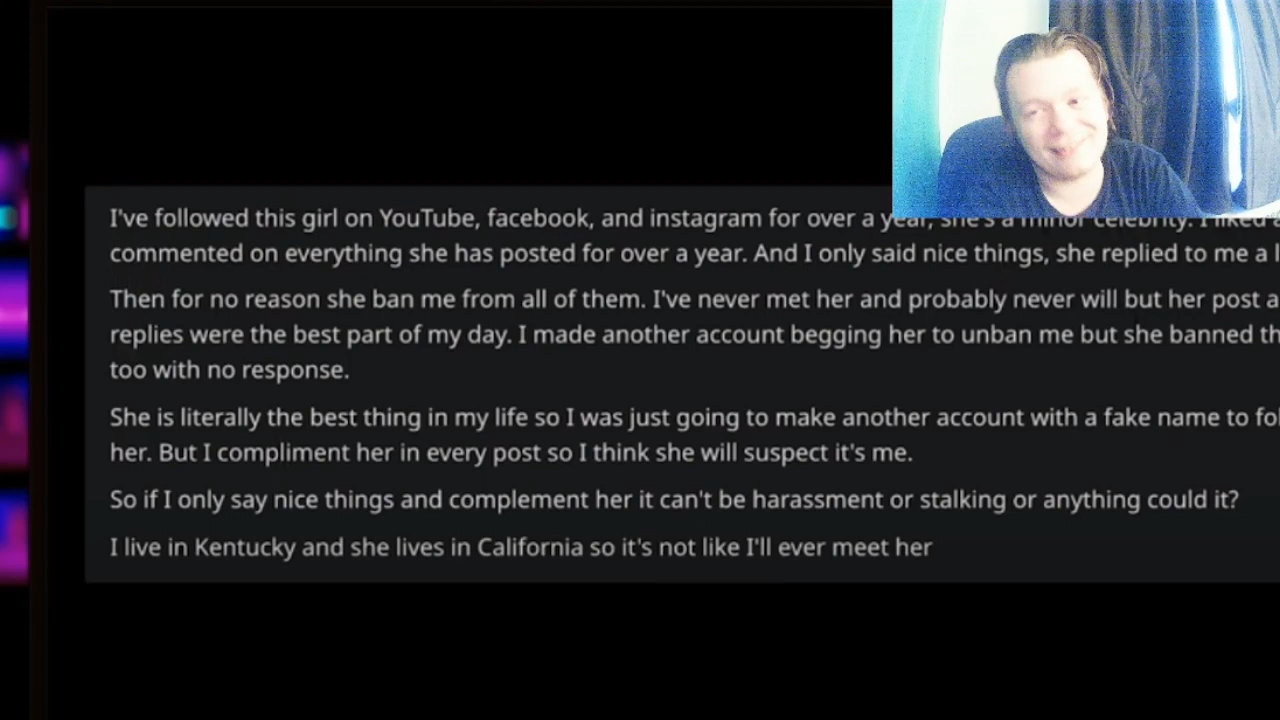 I've followed this girl on YouTube, facebook, and instagram for over a year, she's a minor celebrity. I liked
commented on everything she has posted for over a year. And I only said nice things, she replied to me a
Then for no reason she ban me from all of them. I've never met her and probably never will but her post
replies were the best part of my day. I made another account begging her to unban me but she banned
too with no response.
She is literally the best thing in my life so I was just going to make another account with a fake name to
her. But I compliment her in every post so I think she will suspect it's me.
So if I only say nice things and complement her it can't be harassment or stalking or anything could it?
I live in Kentucky and she lives in California so it's not like I'll ever meet her